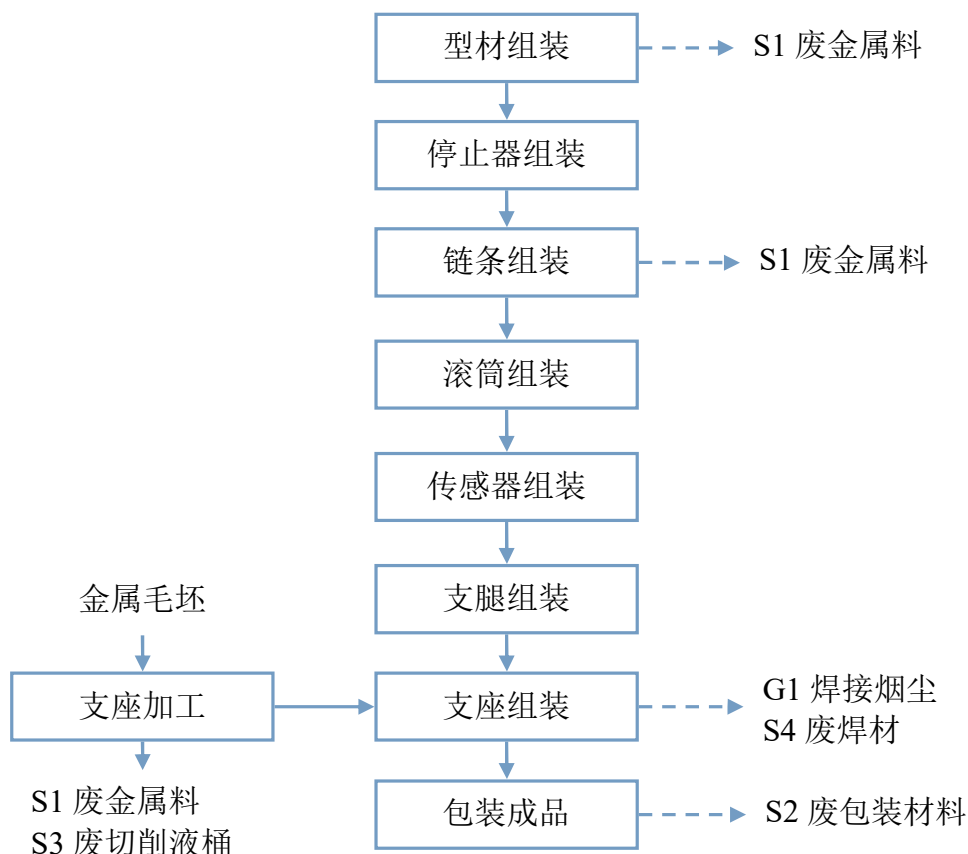 型材组装
S1 废金属料
停止器组装
链条组装
S1 废金属料
滚筒组装
传感器组装
支腿组装
金属毛坯
支座加工
支座组装
G1 焊接烟尘
S4 废焊材
S1 废金属料
S3 废切削液桶
包装成品
S2 废包装材料